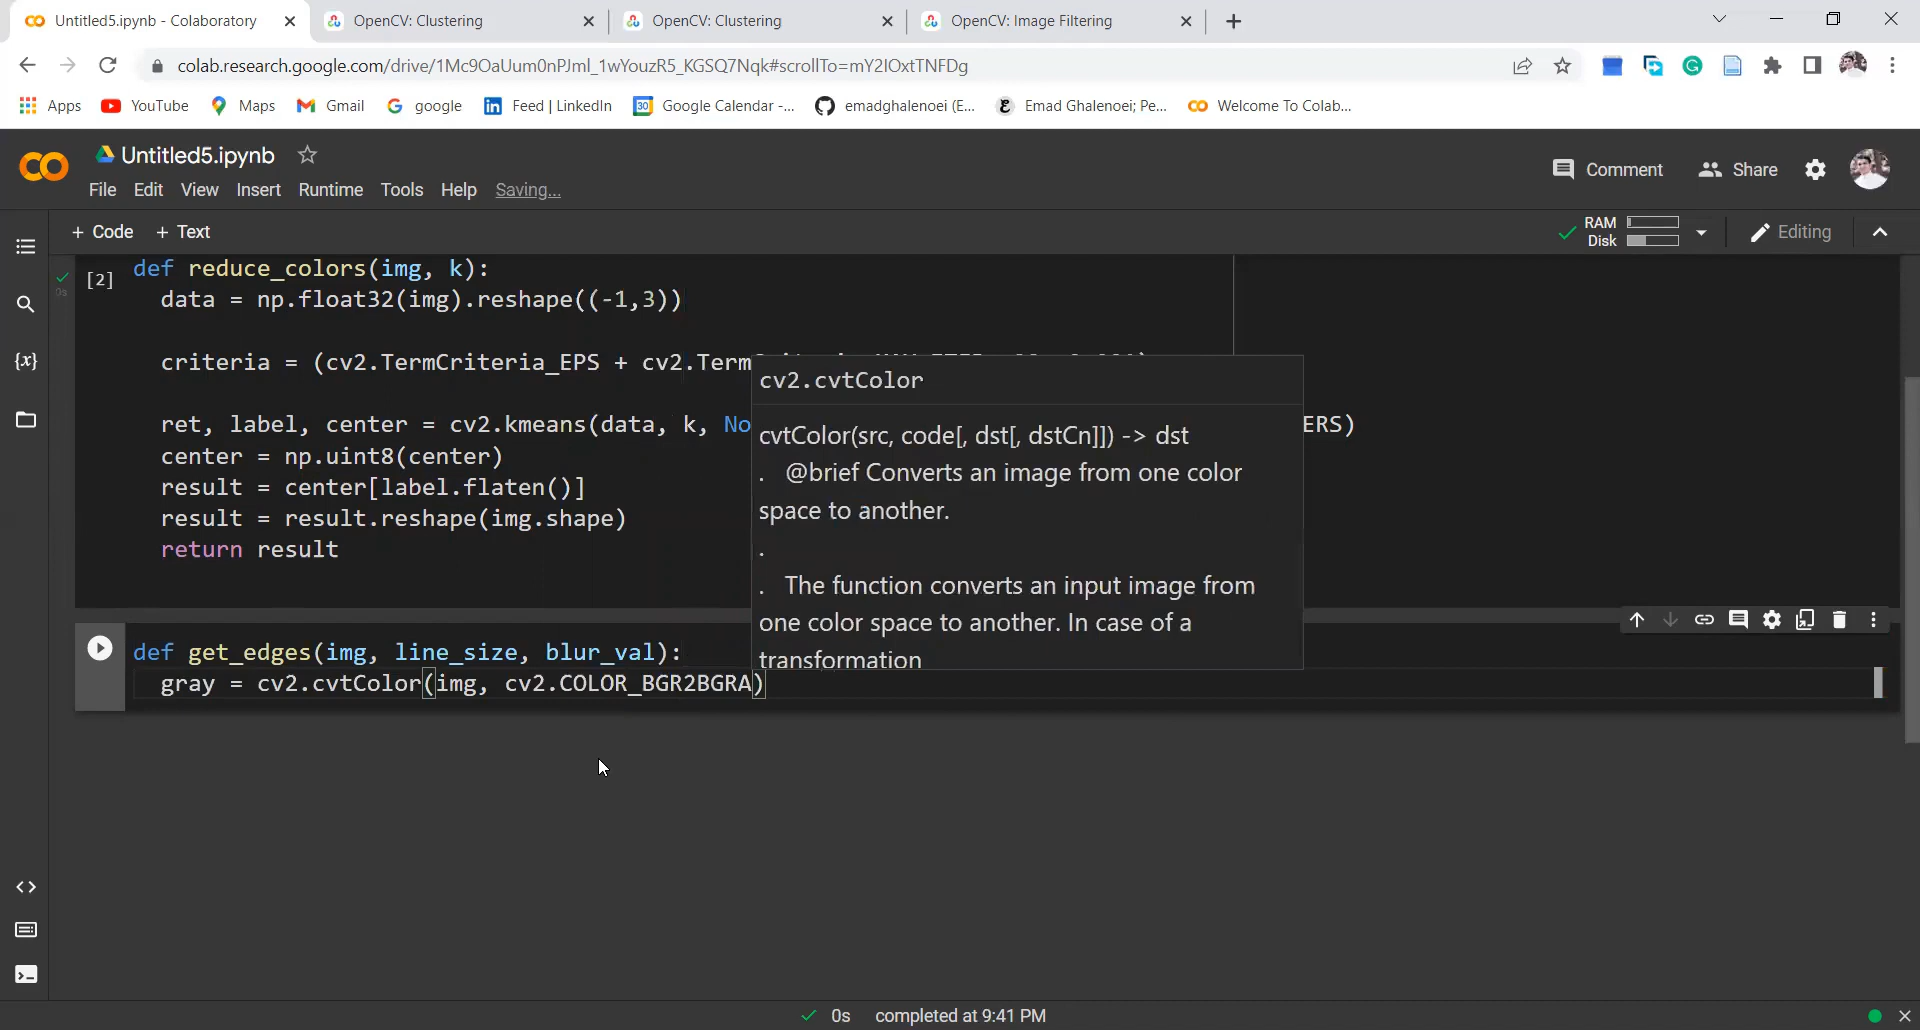 Untitled5.ipynb - Colaboratory
OpenCV: Clustering
OpenCV: Clustering
OpenCV: Image Filtering
colab.research.google.com/drive/1Mc9OaUum0nPJml_1wYouzR5_KGSQ7Nqk#scrollTo=mY2IOxtTNFDg
Apps
YouTube
Maps
Gmail
google
Feed | LinkedIn
Google Calendar -...
emadghalenoei (E...
Emad Ghalenoei; Pe...
Welcome To Colab...
Untitled5.ipynb
Comment
Share
File Edit View Insert Runtime Tools Help Saving...
+ Code + Text
RAM
Disk
Editing
[2]
0s
def reduce_colors(img, k):
data = np.float32(img).reshape((-1,3))
criteria = (cv2.TermCriteria_EPS + cv2.Term
ret, label, center = cv2.kmeans(data, k, No
ERS)
center = np.uint8(center)
result = center[label.flaten()]
result = result.reshape(img.shape)
return result
cv2.cvtColor
cvtColor(src, code[, dst[, dstCn]]) -> dst
. @brief Converts an image from one color
space to another.
.
. The function converts an input image from
one color space to another. In case of a
transformation
def get_edges(img, line_size, blur_val):
gray = cv2.cvtColor(img, cv2.COLOR_BGR2BGRA)
{x}
0s completed at 9:41 PM